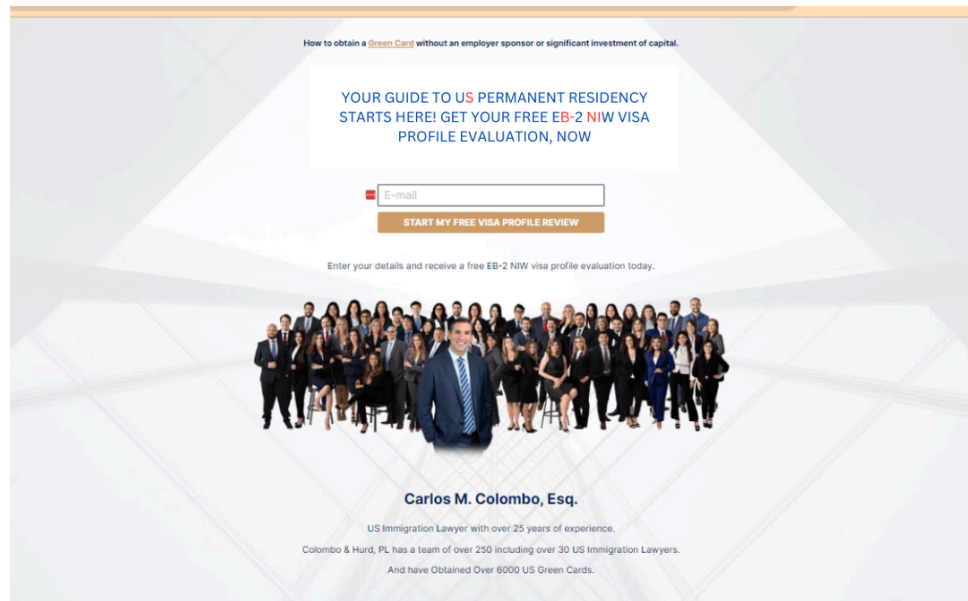 How to obtain a Green Card without an employer sponsor or significant investment of capital.
YOUR GUIDE TO US PERMANENT RESIDENCY
STARTS HERE! GET YOUR FREE EB-2 NIW VISA
PROFILE EVALUATION, NOW
E-mail
START MY FREE VISA PROFILE REVIEW
Enter your details and receive a free EB-2 NIW visa profile evaluation today.
Carlos M. Colombo, Esq.
US Immigration Lawyer with over 25 years of experience.
Colombo & Hurd, PL has a team of over 250 including over 30 US Immigration Lawyers.
And have Obtained Over 6000 US Green Cards.